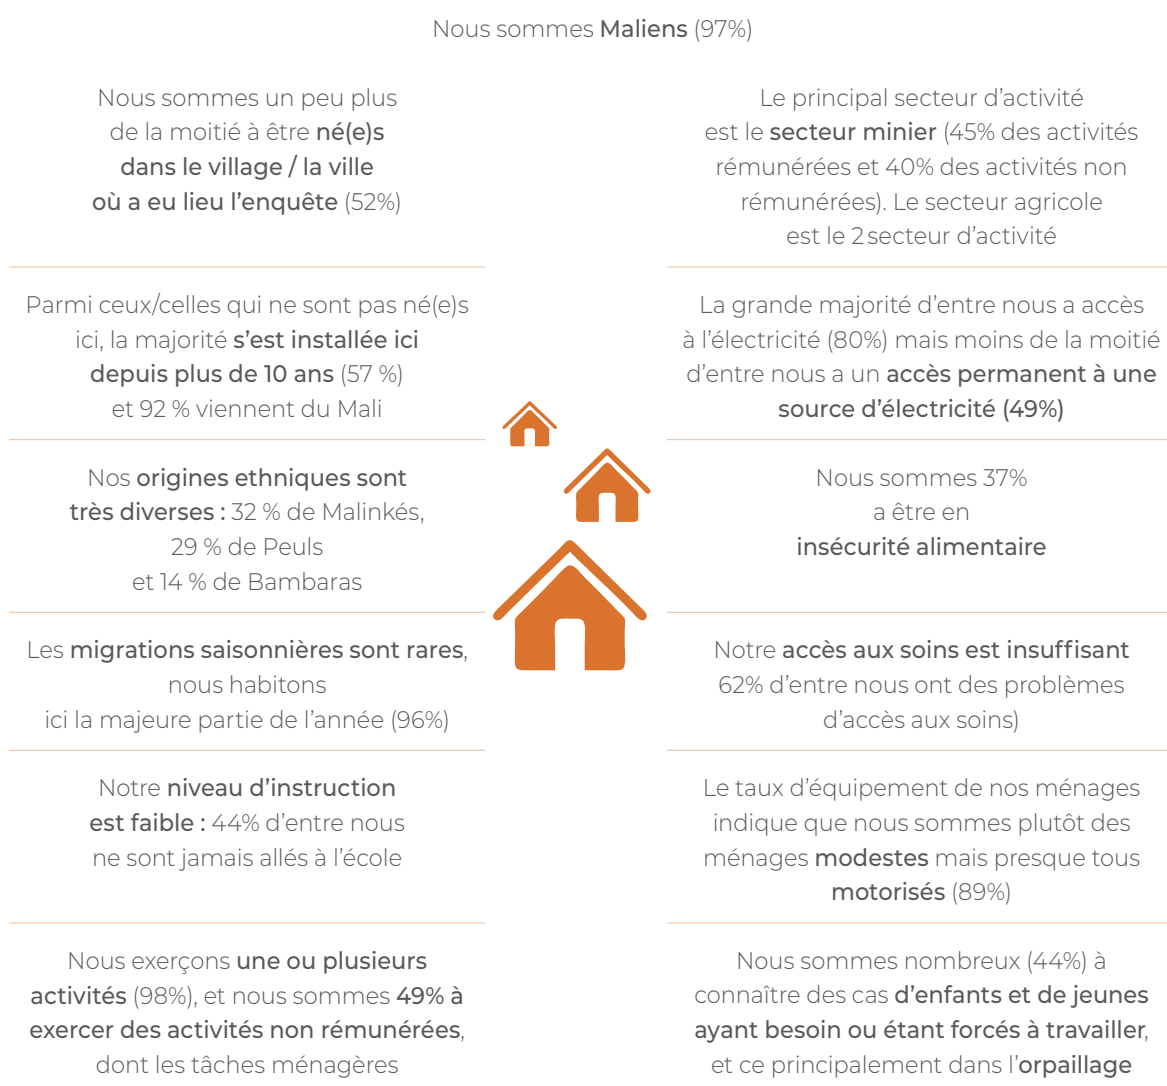 Nous sommes Maliens (97%)
Nous sommes un peu plus
de la moitié à être né(e)s
dans le village / la ville
où a eu lieu l'enquête (52%)
Parmi ceux/celles qui ne sont pas né(e)s
ici, la majorité s'est installée ici
depuis plus de 10 ans (57 %)
et 92 % viennent du Mali
Nos origines ethniques sont
très diverses : 32 % de Malinkés,
29 % de Peuls
et 14 % de Bambaras
Les migrations saisonnières sont rares,
nous habitons
ici la majeure partie de l'année (96%)
Notre niveau d'instruction
est faible : 44% d'entre nous
ne sont jamais allés à l'école
Nous exerçons une ou plusieurs
activités (98%), et nous sommes 49% à
exercer des activités non rémunérées,
dont les tâches ménagères
Le principal secteur d'activité
est le secteur minier (45% des activités
rémunérées et 40% des activités non
rémunérées). Le secteur agricole
est le 2 secteur d'activité
La grande majorité d'entre nous a accès
à l'électricité (80%) mais moins de la moitié
d'entre nous a un accès permanent à une
source d'électricité (49%)
Nous sommes 37%
a être en
insécurité alimentaire
Notre accès aux soins est insuffisant
62% d'entre nous ont des problèmes
d'accès aux soins)
Le taux d'équipement de nos ménages
indique que nous sommes plutôt des
ménages modestes mais presque tous
motorisés (89%)
Nous sommes nombreux (44%) à
connaître des cas d'enfants et de jeunes
ayant besoin ou étant forcés à travailler,
et ce principalement dans l'orpaillage